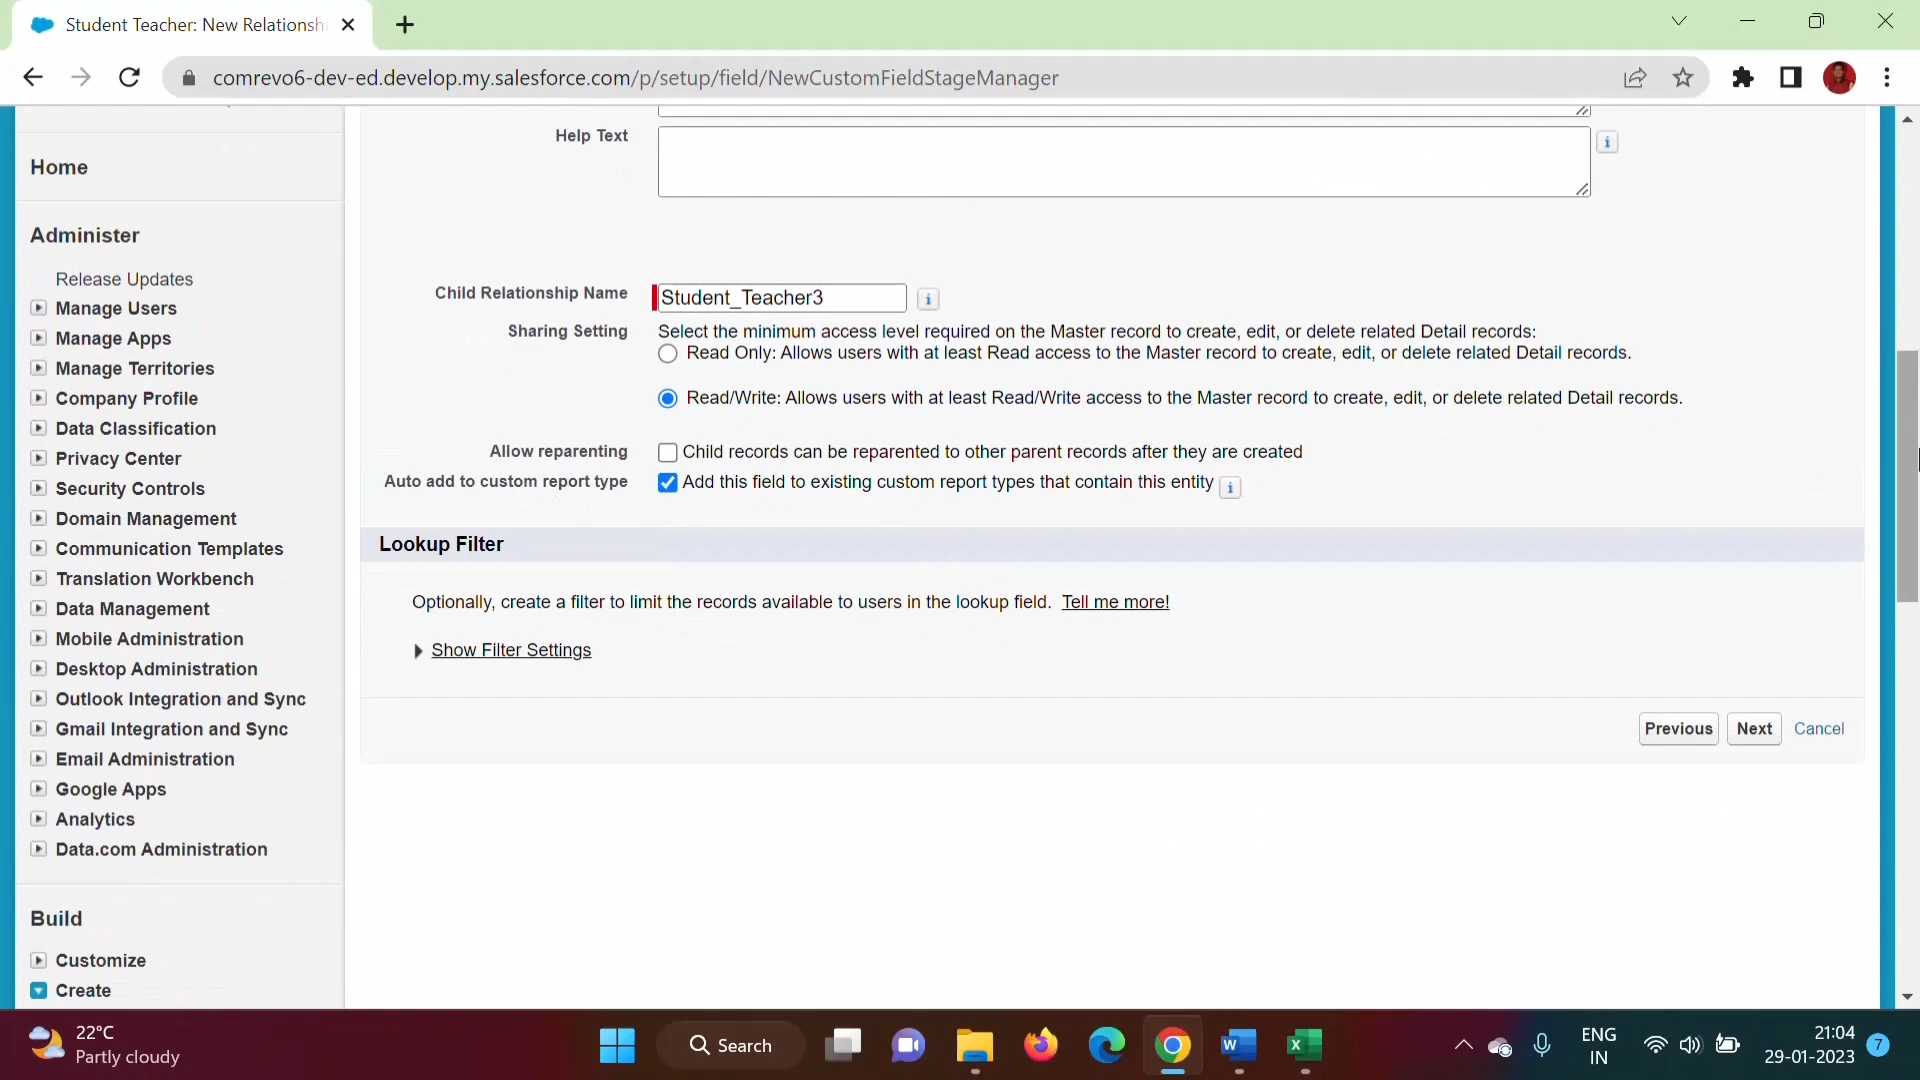 Student Teacher: New Relationsh
comrevo6-dev-ed.develop.my.salesforce.com/p/setup/field/NewCustomFieldStageManager
Home
Administer
Release Updates
Manage Users
Manage Apps
Manage Territories
Company Profile
Data Classification
Privacy Center
Security Controls
Domain Management
Communication Templates
Translation Workbench
Data Management
Mobile Administration
Desktop Administration
Outlook Integration and Sync
Gmail Integration and Sync
Email Administration
Google Apps
Analytics
Data.com Administration
Build
Customize
Create
Help Text
Child Relationship Name Student_Teacher3
Sharing Setting Select the minimum access level required on the Master record to create, edit, or delete related Detail records:
Read Only: Allows users with at least Read access to the Master record to create, edit, or delete related Detail records.
Read/Write: Allows users with at least Read/Write access to the Master record to create, edit, or delete related Detail records.
Allow reparenting Child records can be reparented to other parent records after they are created
Auto add to custom report type Add this field to existing custom report types that contain this entity
Lookup Filter
Optionally, create a filter to limit the records available to users in the lookup field. Tell me more!
Show Filter Settings
Previous Next Cancel
22°C
Partly cloudy
Search
ENG
IN
21:04
29-01-2023
7